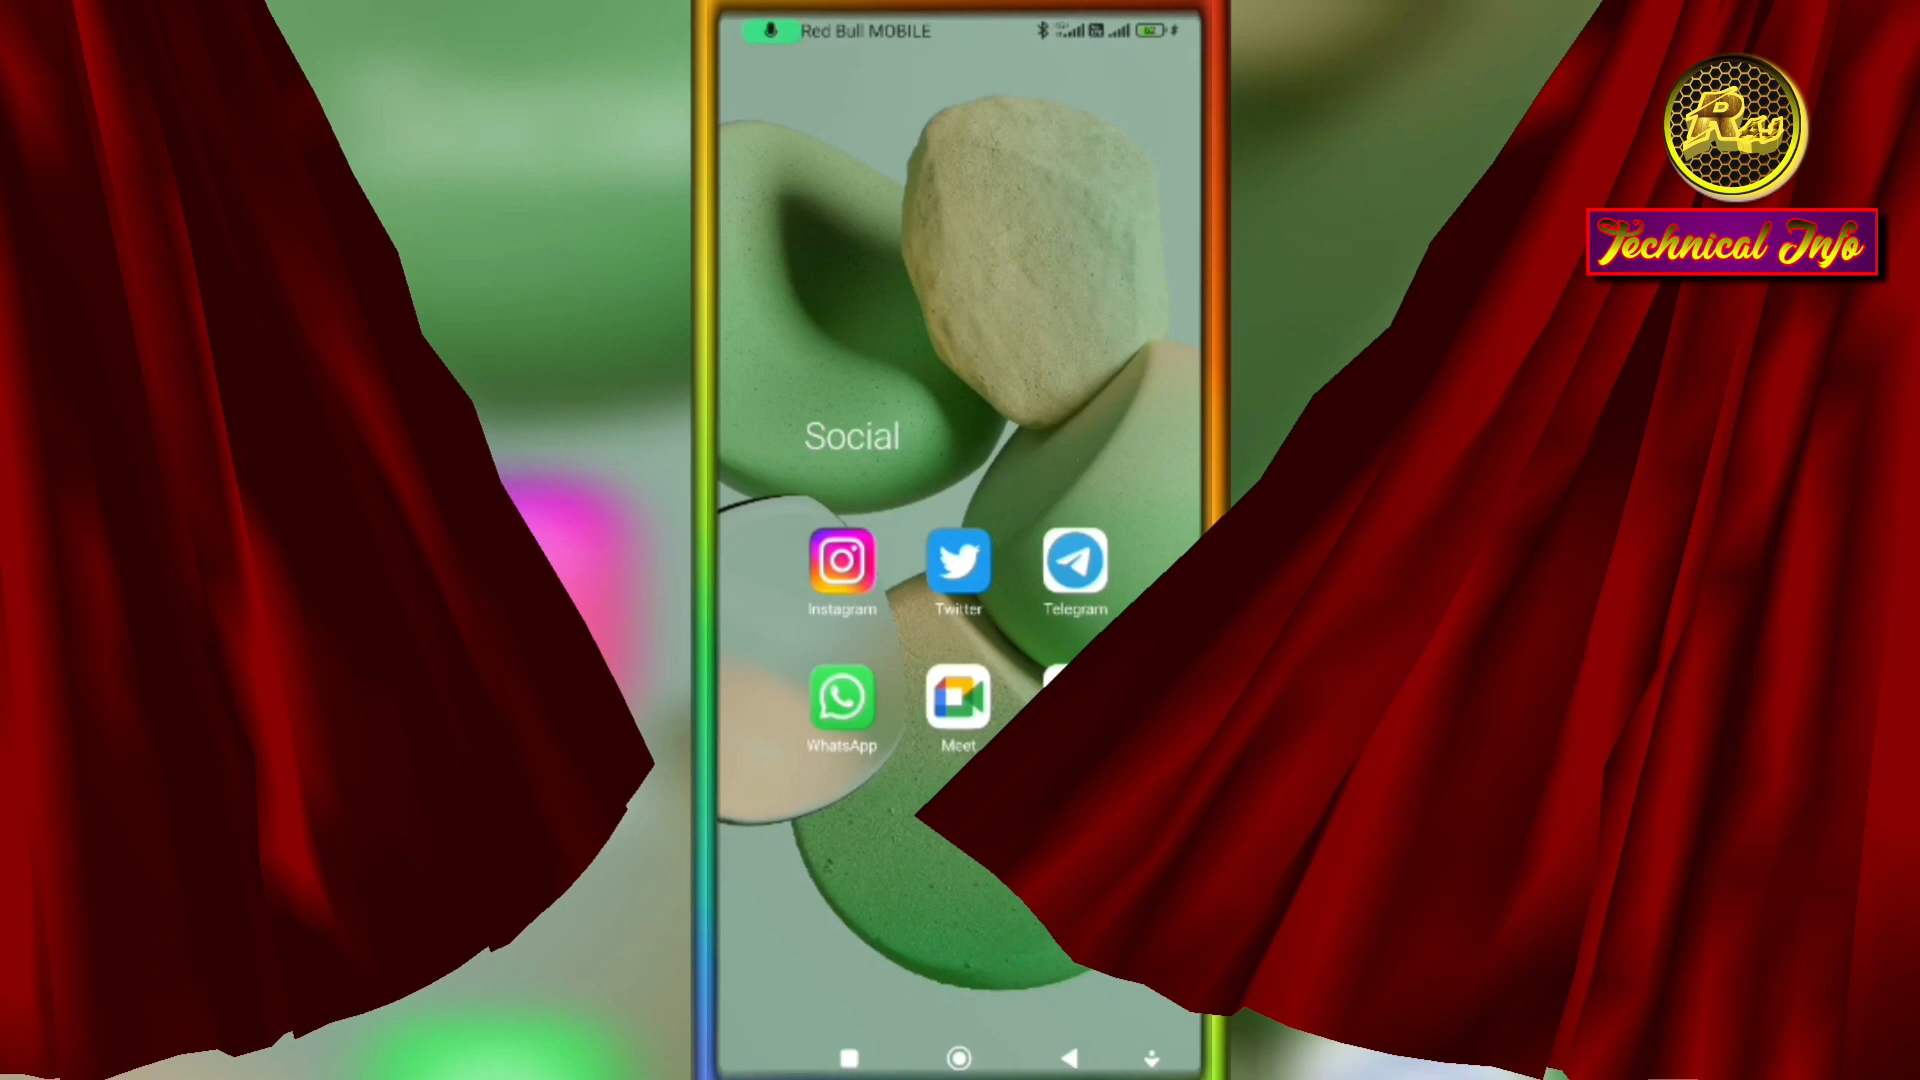 Red Bull MOBILE
Ray
Technical Info
Social
Instagram
Twitter
Telegram
WhatsApp
Meet